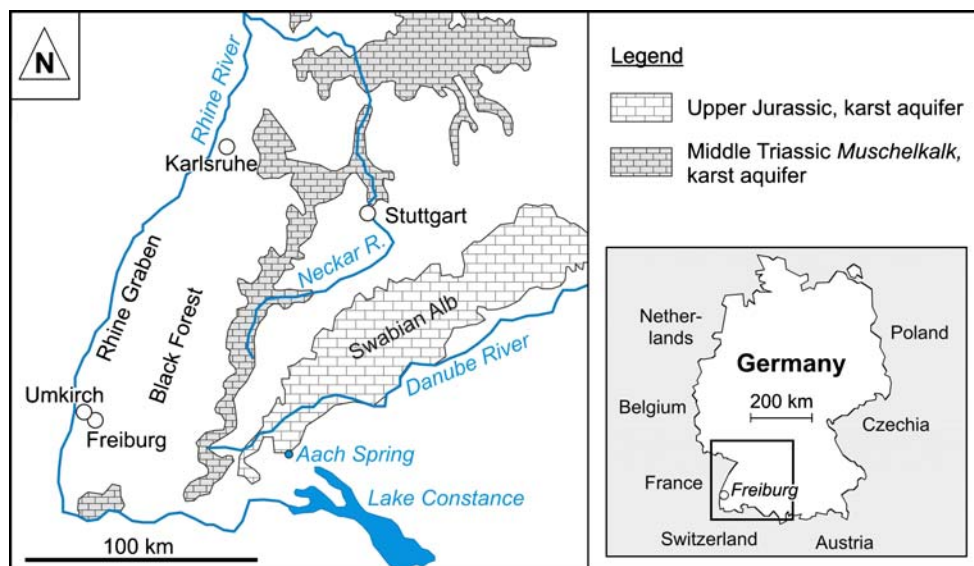 N
Rhine River
Karlsruhe
Stuttgart
Neckar R.
Rhine Graben
Black Forest
Swabian Alb
Danube River
Umkirch
Freiburg
Aach Spring
Lake Constance
100 km
Legend
Upper Jurassic, karst aquifer
Middle Triassic Muschelkalk,
karst aquifer
Nether-
lands
Poland
Germany
200 km
Belgium
Czechia
France
Freiburg
Switzerland
Austria